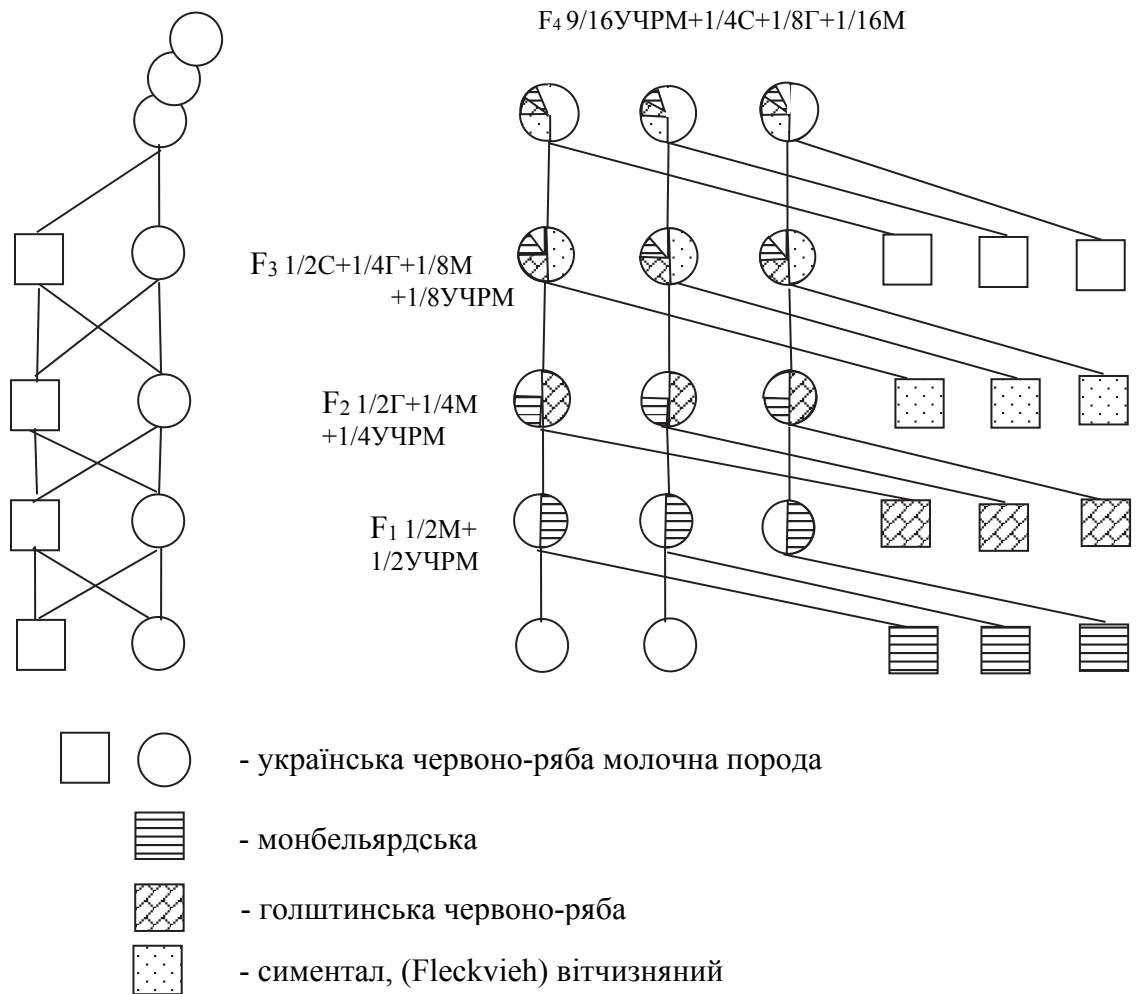 F₄ 9/16УЧРМ+1/4С+1/8Г+1/16М
F₃ 1/2С+1/4Г+1/8М
+1/8УЧРМ
F₂ 1/2Г+1/4М
+1/4УЧРМ
F₁ 1/2М+
1/2УЧРМ
- українська червоно-ряба молочна порода
- монбельярдська
- голштинська червоно-ряба
- симентал, (Fleckvieh) вітчизняний